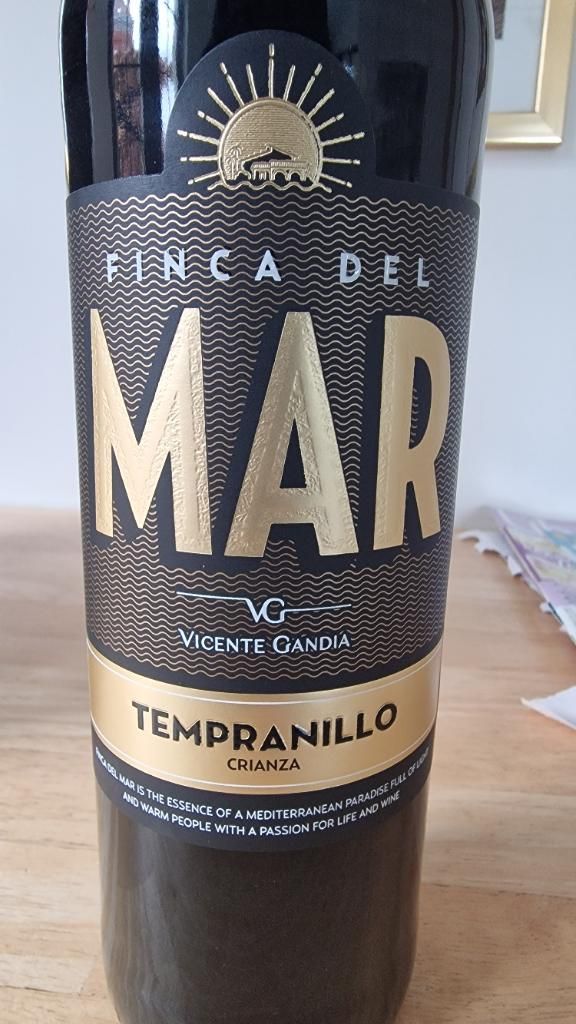 FINCA DEL
MAR
VG
VICENTE GANDIA
TEMPRANILLO
CRIANZA
FINCA DEL MAR IS THE ESSENCE OF A MEDITERRANEAN PARADISE FULL OF LIGHT
AND WARM PEOPLE WITH A PASSION FOR LIFE AND WINE